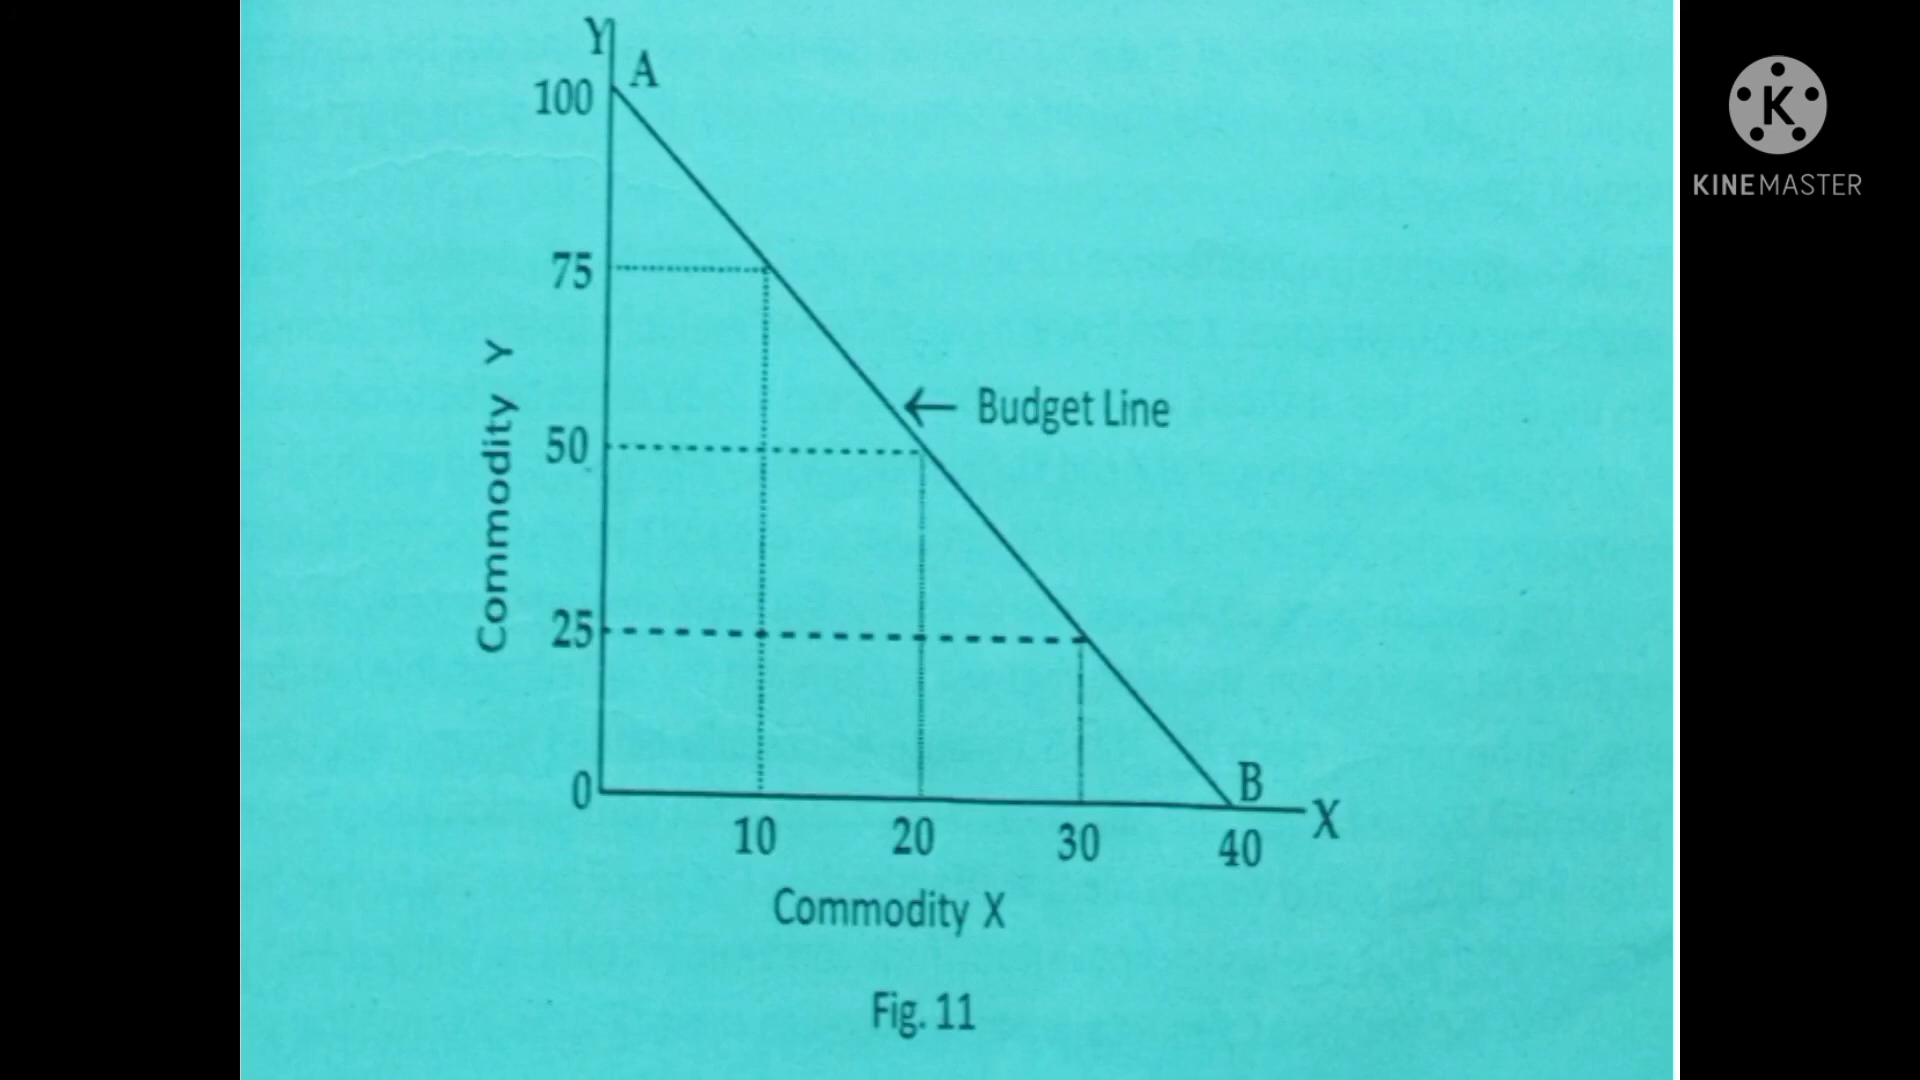 Y
A
100
75
Commodity Y
Budget Line
50
25
0
B
X
10
20
30
40
Commodity X
Fig. 11
K
KINEMASTER